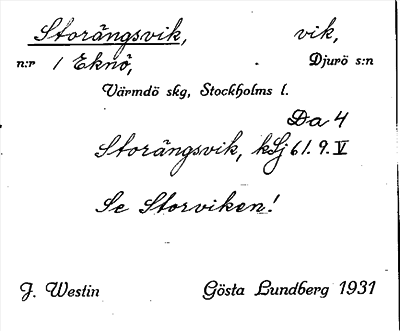 Storängsvik, vik,
n:r 1 Eknö, Djurö s:n
Värmdö skg, Stockholms l.
Da 4
Storängsvik, kSj 61.9.V
Se Storviken!
J. Westin Gösta Lundberg 1931